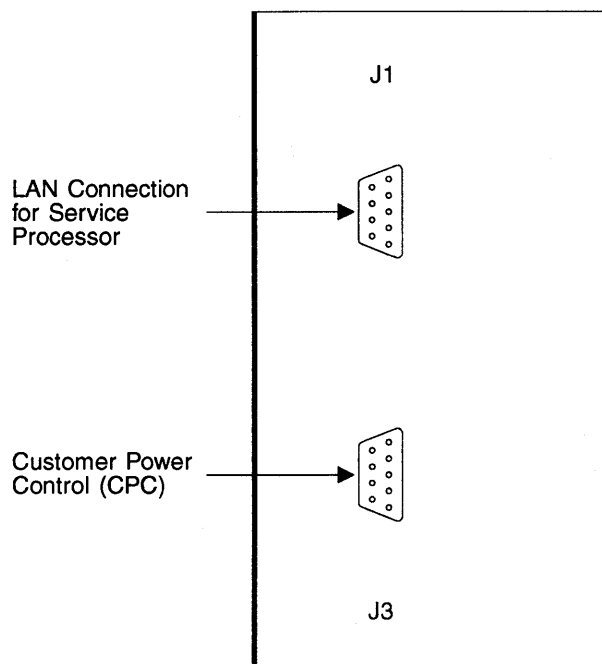 J1
LAN Connection
for Service
Processor
Customer Power
Control (CPC)
J3